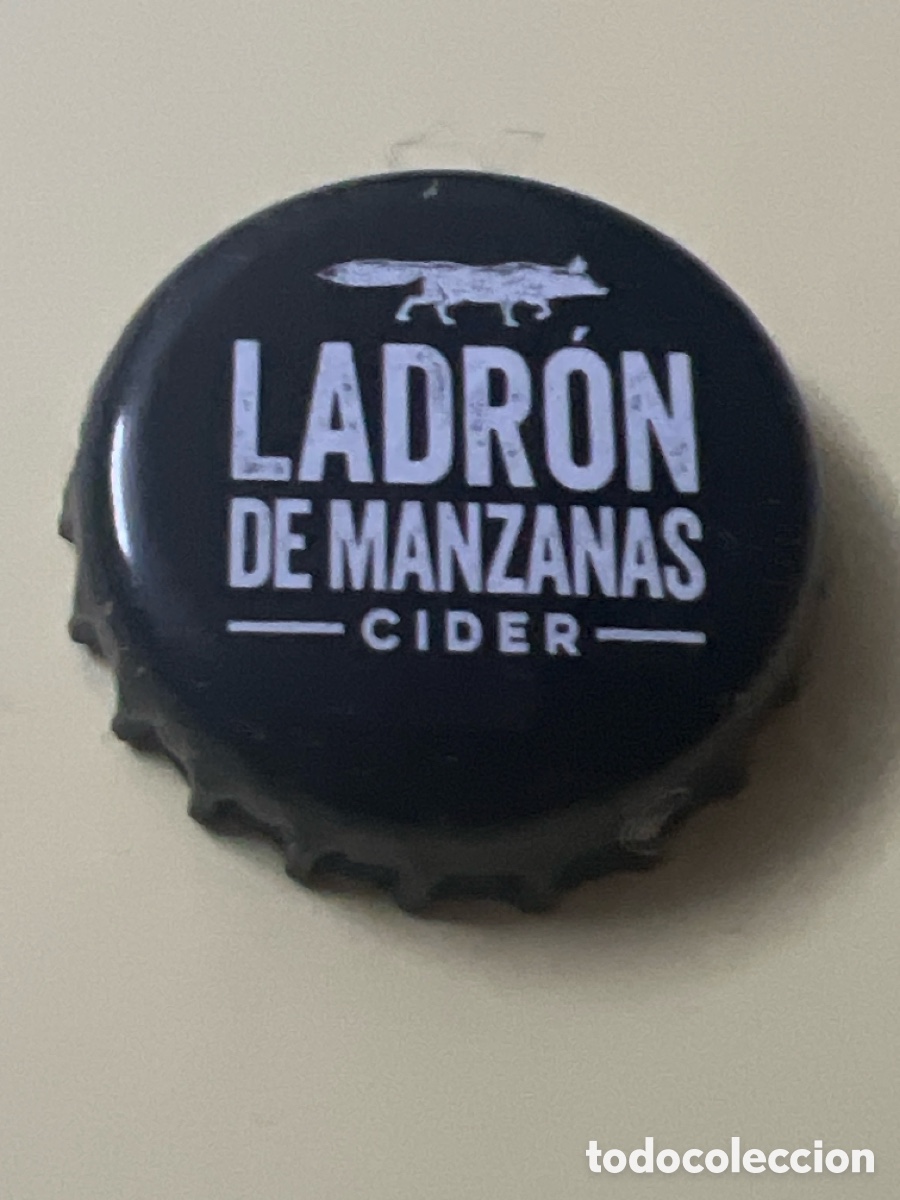 LADRÓN
DE MANZANAS
CIDER
todocoleccion